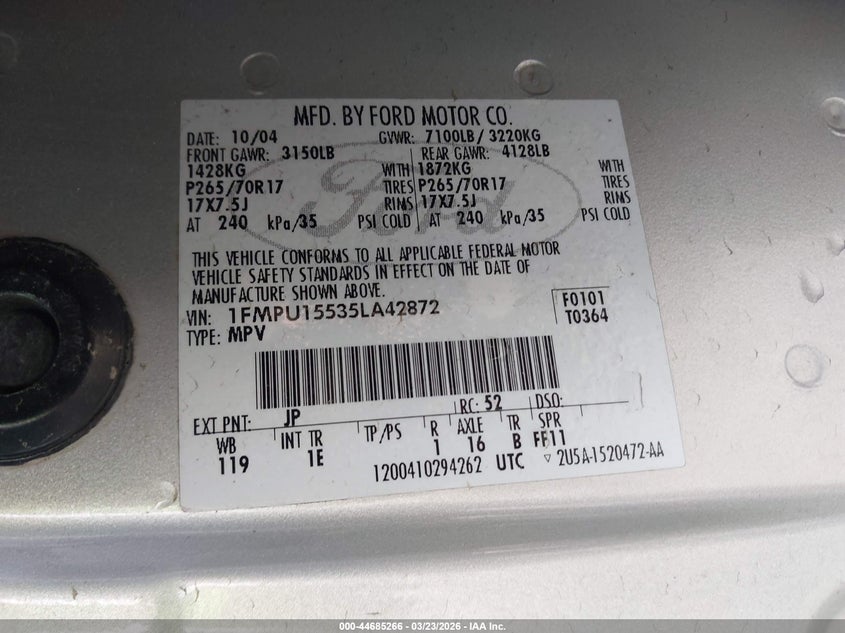 MFD. BY FORD MOTOR CO.
DATE: 10/04 GVWR: 7100LB/ 3220KG
FRONT GAWR: 3150LB REAR GAWR: 4128LB
1428KG WITH 1872KG WITH
P265/70R17 TIRES P265/70R17 TIRES
17X7.5J RIMS 17X7.5J RIMS
AT 240 kPa/35 PSI COLD AT 240 kPa/35 PSI COLD
Ford
THIS VEHICLE CONFORMS TO ALL APPLICABLE FEDERAL MOTOR
VEHICLE SAFETY STANDARDS IN EFFECT ON THE DATE OF
MANUFACTURE SHOWN ABOVE.
VIN: 1FMPU15535LA42872 F0101
TYPE: MPV T0364
EXT PNT: JP RC: 52 DSO:
WB INT TR TP/PS R AXLE TR SPR
119 1E 1 16 B FF11
1200410294262 UTC ▽ 2U5A-1520472-AA
000-44685266 - 03/23/2026 - IAA Inc.